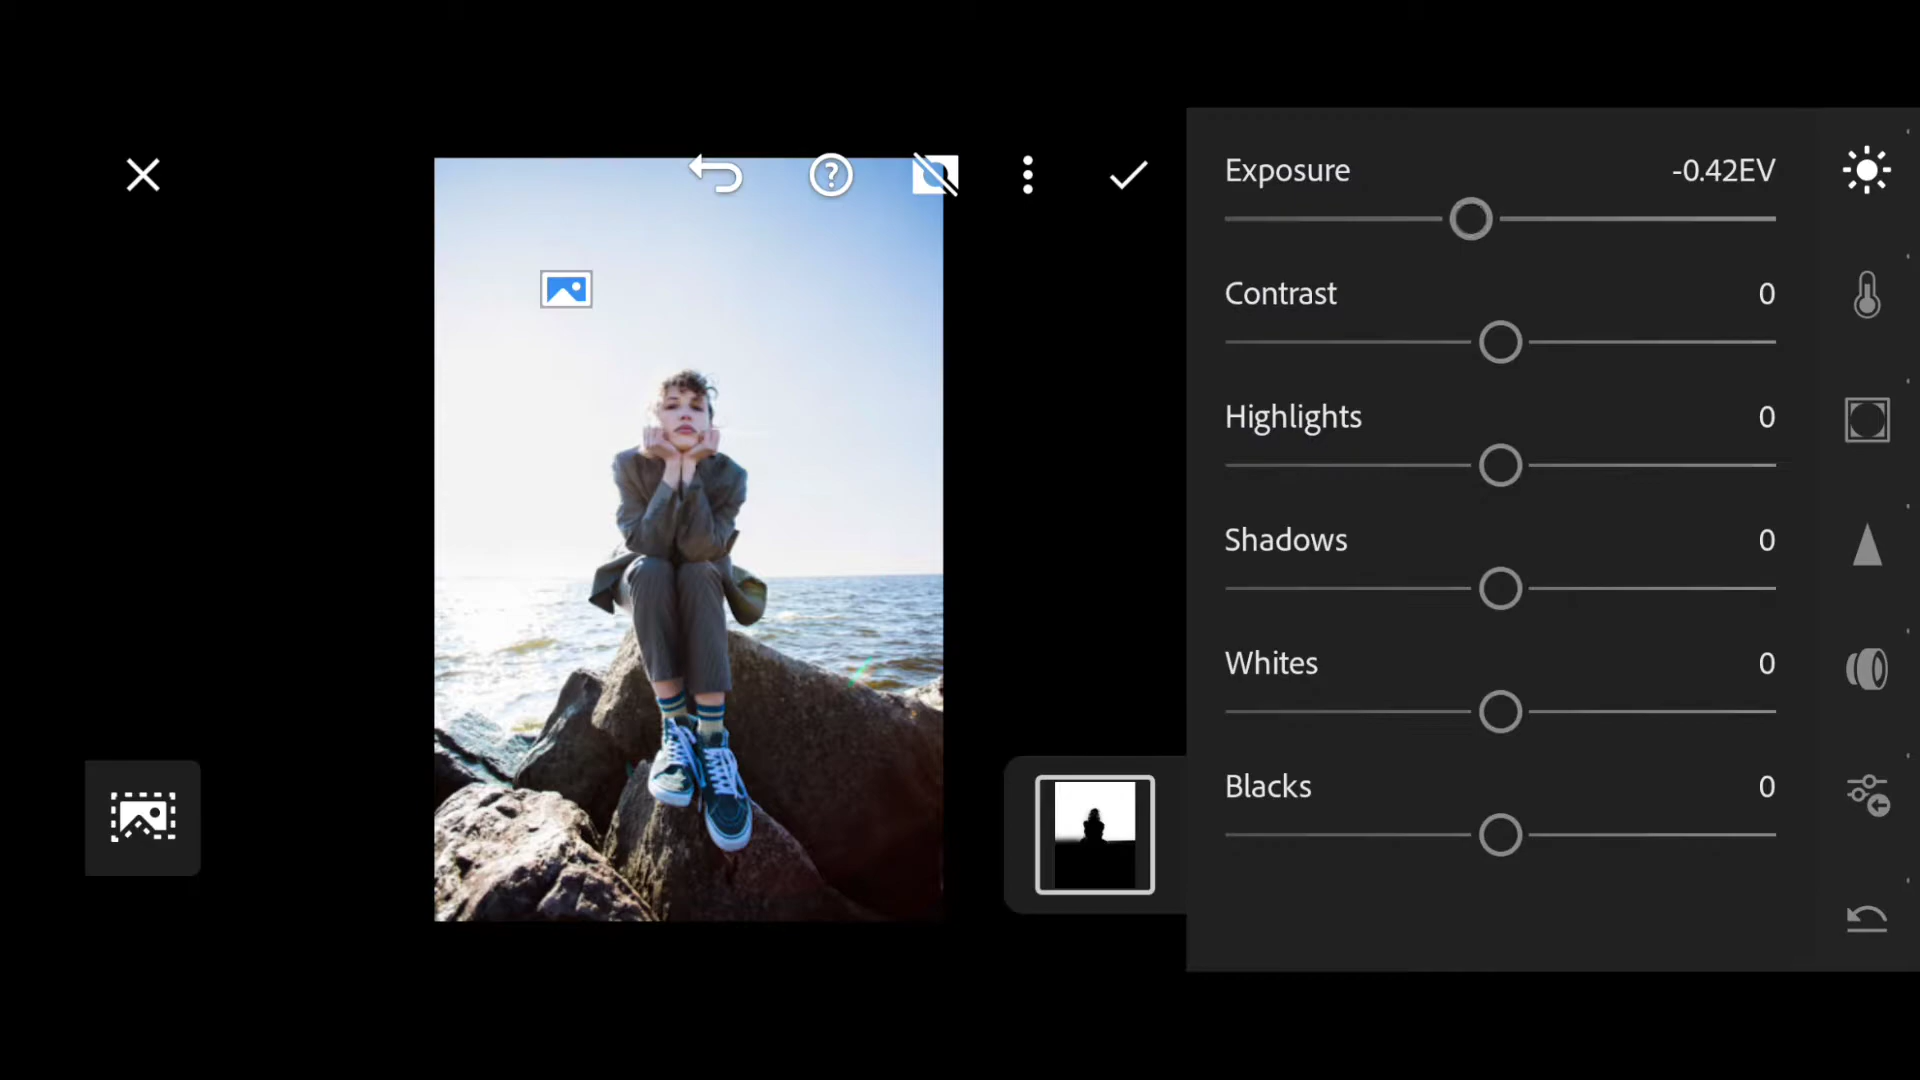 Exposure -0.42EV
Contrast 0
Highlights 0
Shadows 0
Whites 0
Blacks 0